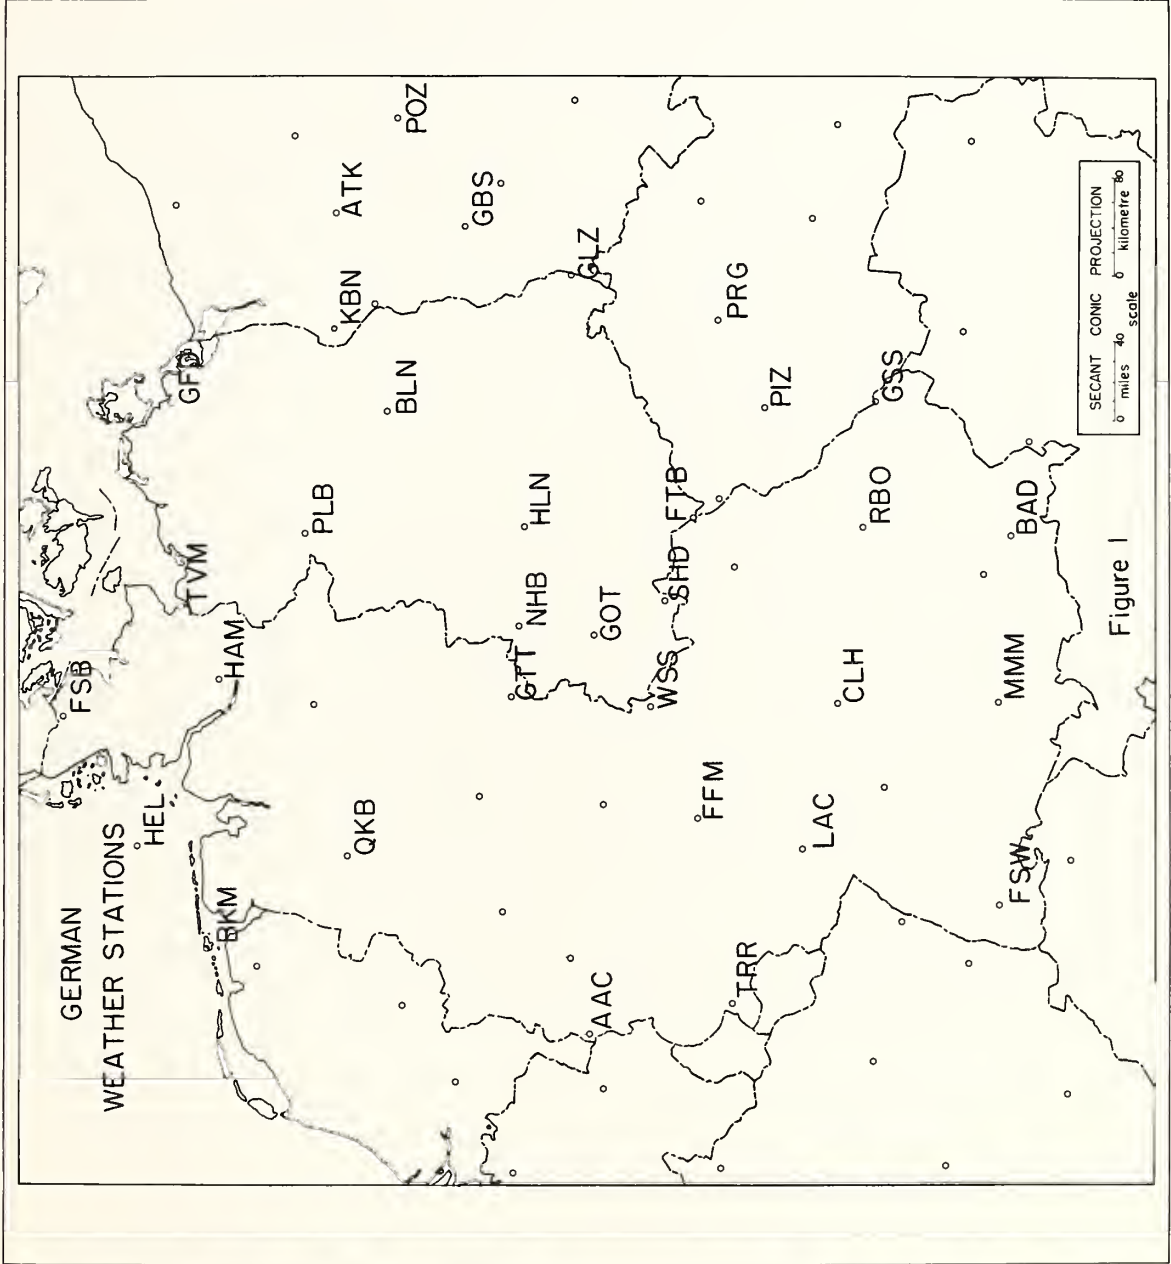 GERMAN
WEATHER STATIONS
FSB
HEL
HAM
TVM
GFD
BKM
QKB
PLB
KBN
ATK
POZ
BLN
GBS
GTT
NHB
HLN
GOT
GLZ
AAC
WSS
SHD
FTB
TRR
FFM
PRG
PIZ
LAC
CLH
RBO
GSS
FSW
MMM
BAD
SECANT CONIC PROJECTION
0 miles 40 0 kilometre 80
scale
Figure 1